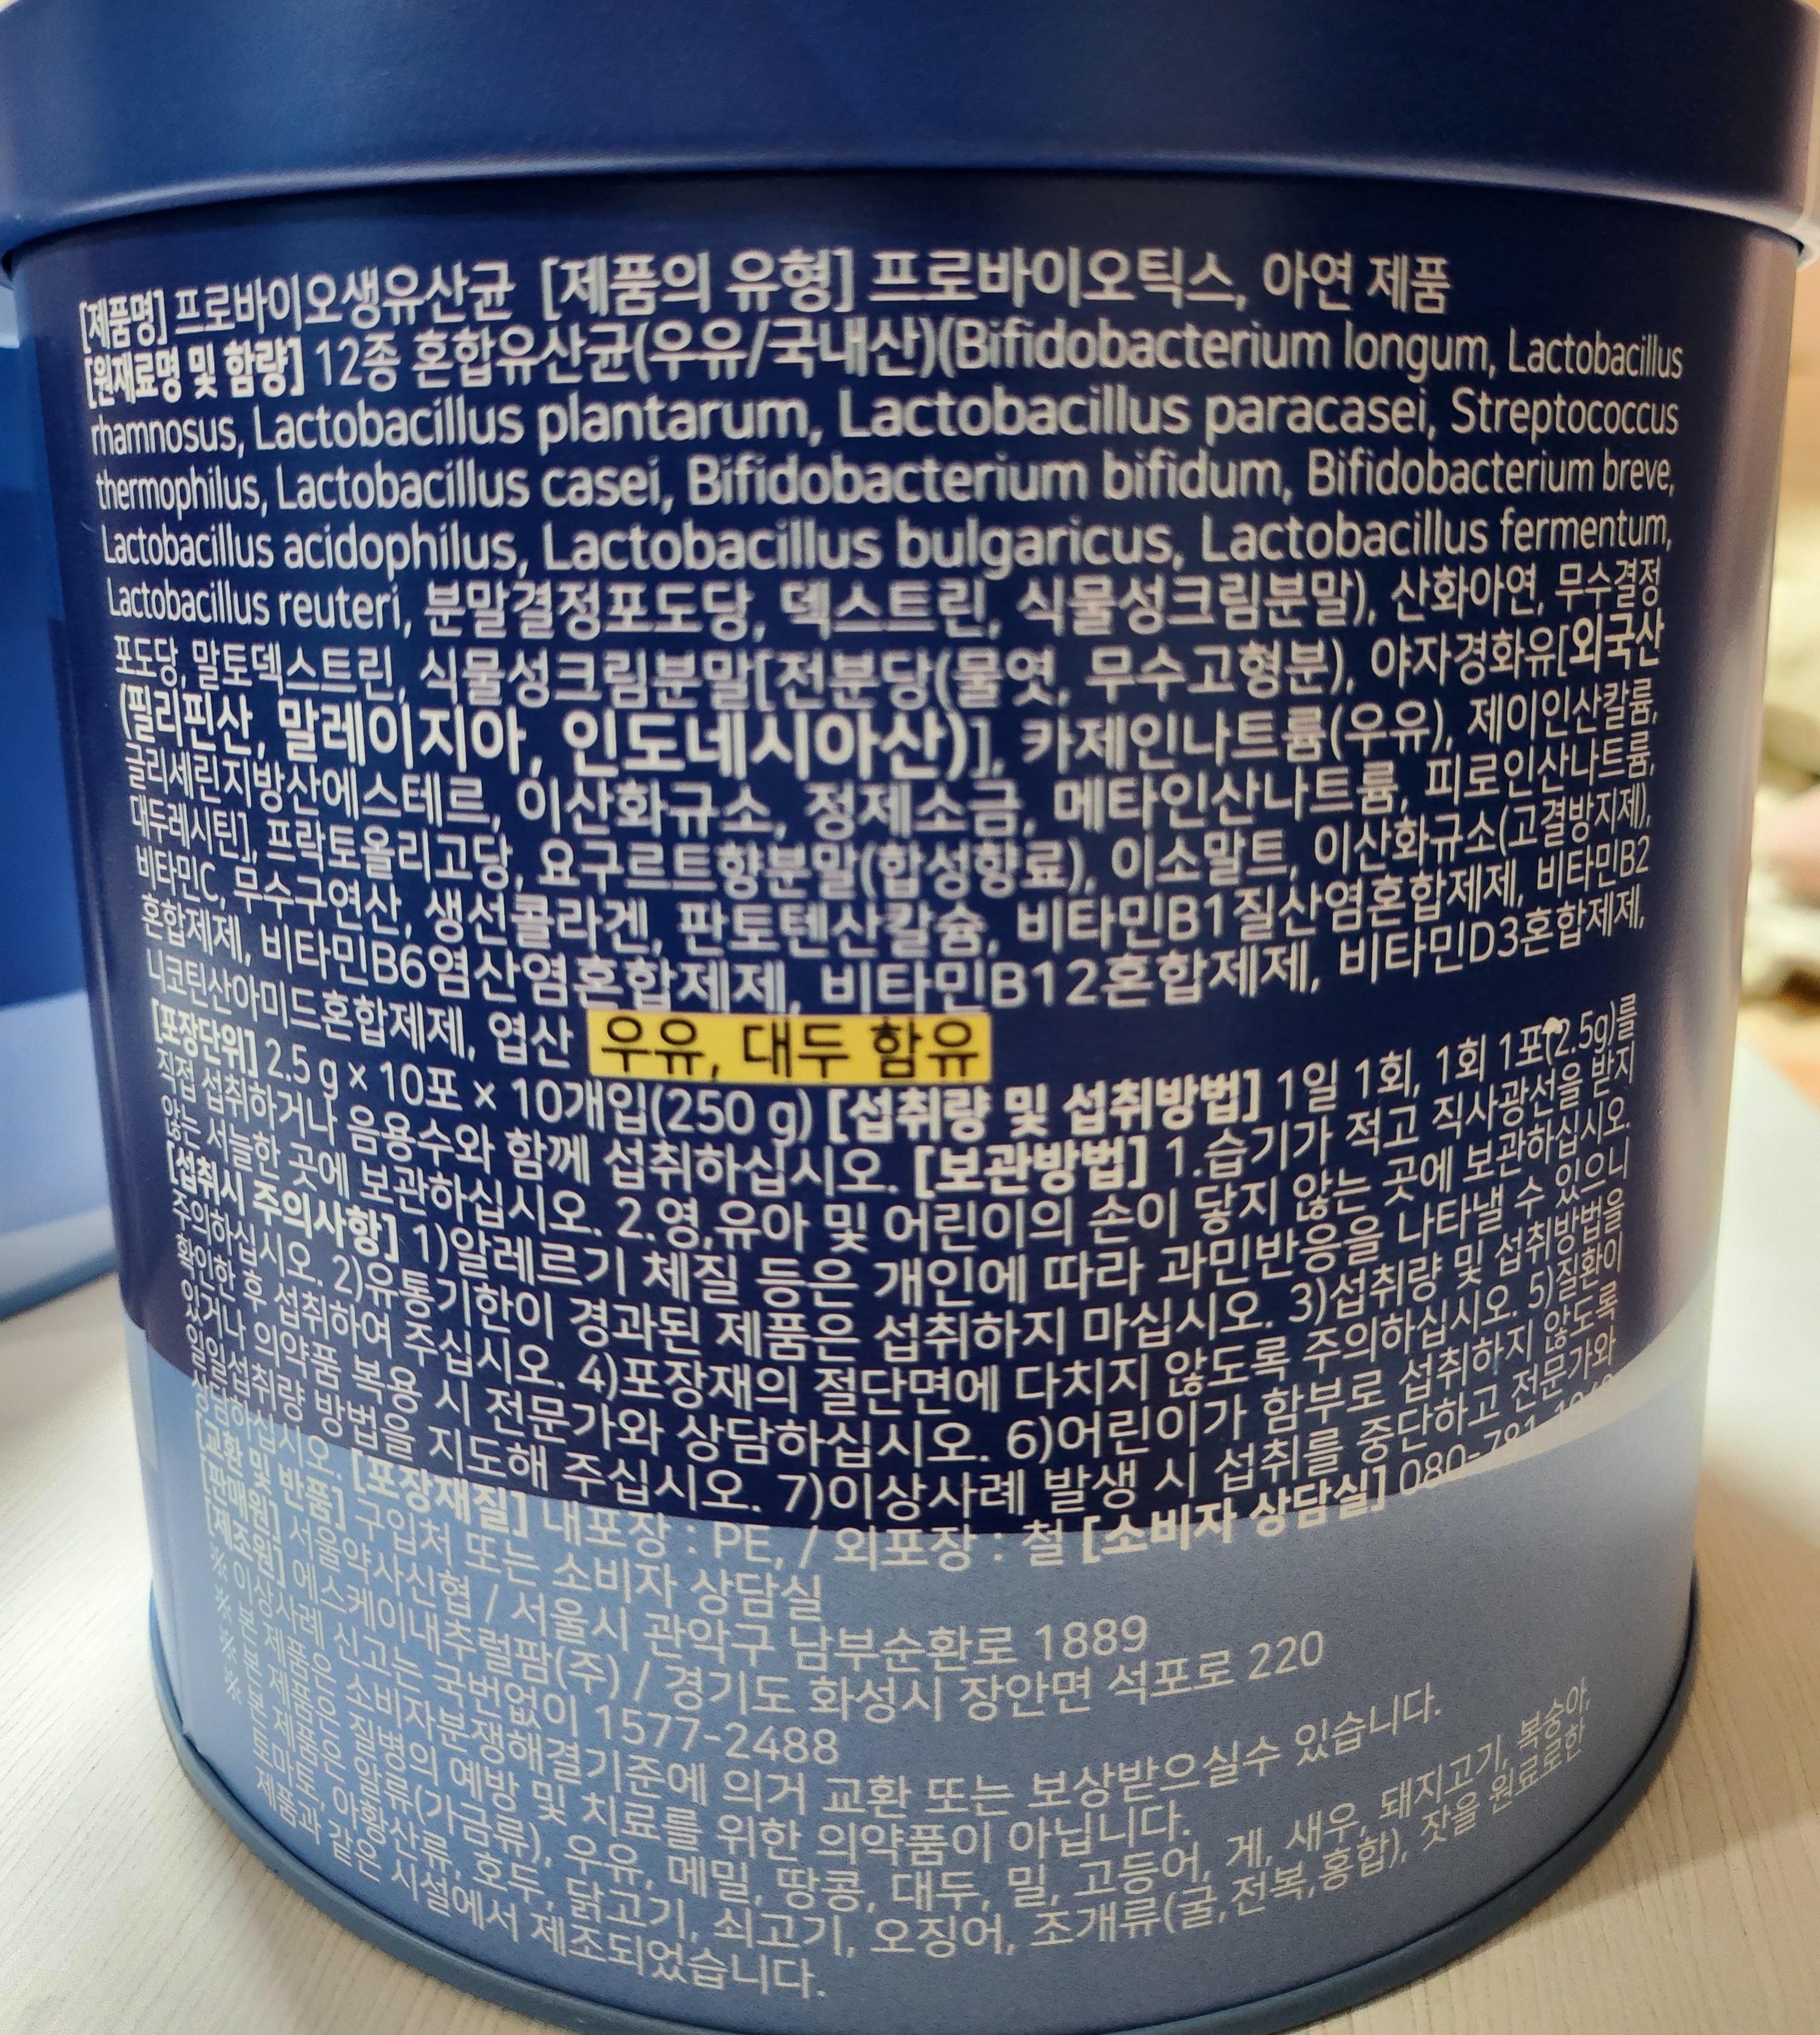 [제품명] 프로바이오생유산균 [제품의 유형] 프로바이오틱스, 아연 제품
[원재료명 및 함량] 12종 혼합유산균(우유/국내산)(Bifidobacterium longum, Lactobacillus
rhamnosus, Lactobacillus plantarum, Lactobacillus paracasei, Streptococcus
thermophilus, Lactobacillus casei, Bifidobacterium bifidum, Bifidobacterium breve,
Lactobacillus acidophilus, Lactobacillus bulgaricus, Lactobacillus fermentum,
Lactobacillus reuteri, 분말결정포도당, 덱스트린, 식물성크림분말), 산화아연, 무수결정
포도당, 말토덱스트린, 식물성크림분말[전분당(물엿, 무수고형분), 야자경화유[외국산
(필리핀산, 말레이지아, 인도네시아산)], 카제인나트륨(우유), 제이인산칼륨,
글리세린지방산에스테르, 이산화규소, 정제소금, 메타인산나트륨, 피로인산나트륨,
대두레시틴], 프락토올리고당, 요구르트향분말(합성향료), 이소말트, 이산화규소(고결방지제),
비타민C, 무수구연산, 생선콜라겐, 판토텐산칼슘, 비타민B1질산염혼합제제, 비타민B2
혼합제제, 비타민B6염산염혼합제제, 비타민B12혼합제제, 비타민D3혼합제제,
니코틴산아미드혼합제제, 엽산 우유, 대두 함유
[포장단위] 2.5 g × 10포 × 10개입(250 g) [섭취량 및 섭취방법] 1일 1회, 1회 1포(2.5g)를
직접 섭취하거나 음용수와 함께 섭취하십시오. [보관방법] 1.습기가 적고 직사광선을 받지
않는 서늘한 곳에 보관하십시오. 2.영,유아 및 어린이의 손이 닿지 않는 곳에 보관하십시오.
[섭취시 주의사항] 1)알레르기 체질 등은 개인에 따라 과민반응을 나타낼 수 있으니
주의하십시오. 2)유통기한이 경과된 제품은 섭취하지 마십시오. 3)섭취량 및 섭취방법을
확인한 후 섭취하여 주십시오. 4)포장재의 절단면에 다치지 않도록 주의하십시오. 5)질환이
있거나 의약품 복용 시 전문가와 상담하십시오. 6)어린이가 함부로 섭취하지 않도록
일일섭취량 방법을 지도해 주십시오. 7)이상사례 발생 시 섭취를 중단하고 전문가와
상담하십시오. [포장재질] 내포장 : PE, / 외포장 : 철 [소비자 상담실]
[교환 및 반품] 구입처 또는 소비자 상담실
[판매원] 서울약사신협 / 서울시 관악구 남부순환로 1889
[제조원] 에스케이내추럴팜(주) / 경기도 화성시 장안면 석포로 220
※ 이상사례 신고는 국번없이 1577-2488
※ 본 제품은 소비자분쟁해결기준에 의거 교환 또는 보상받으실수 있습니다.
※ 본 제품은 질병의 예방 및 치료를 위한 의약품이 아닙니다.
※ 본 제품은 알류(가금류), 우유, 메밀, 땅콩, 대두, 밀, 고등어, 게, 새우, 돼지고기, 복숭아,
토마토, 아황산류, 호두, 닭고기, 쇠고기, 오징어, 조개류(굴,전복,홍합), 잣을 원료로한
제품과 같은 시설에서 제조되었습니다.